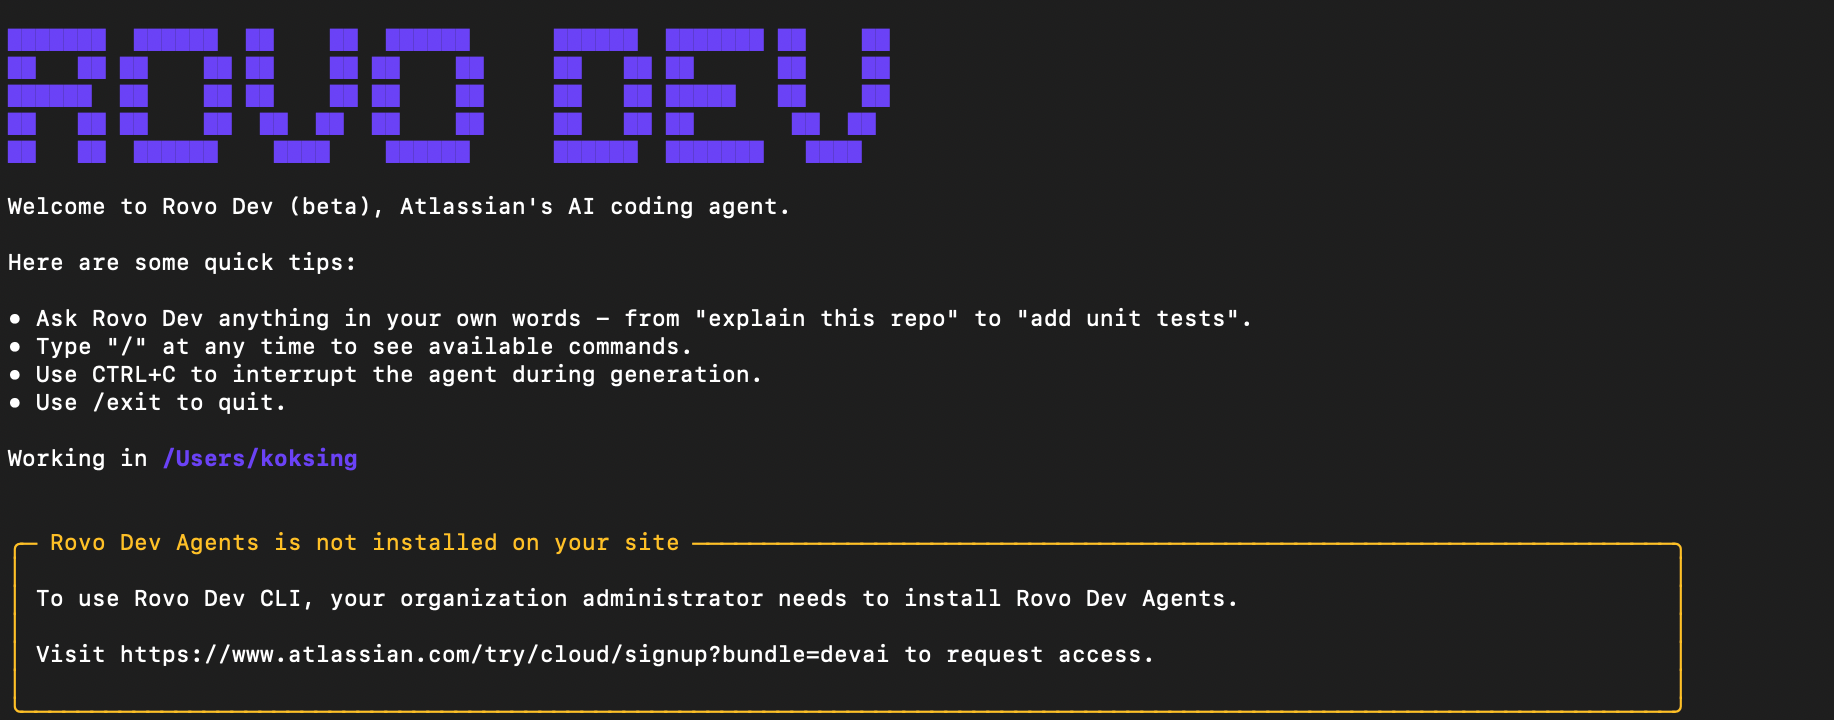 ROVO DEV
Welcome to Rovo Dev (beta), Atlassian's AI coding agent.
Here are some quick tips:
• Ask Rovo Dev anything in your own words – from "explain this repo" to "add unit tests".
• Type "/" at any time to see available commands.
• Use CTRL+C to interrupt the agent during generation.
• Use /exit to quit.
Working in /Users/koksing
Rovo Dev Agents is not installed on your site
To use Rovo Dev CLI, your organization administrator needs to install Rovo Dev Agents.
Visit https://www.atlassian.com/try/cloud/signup?bundle=devai to request access.